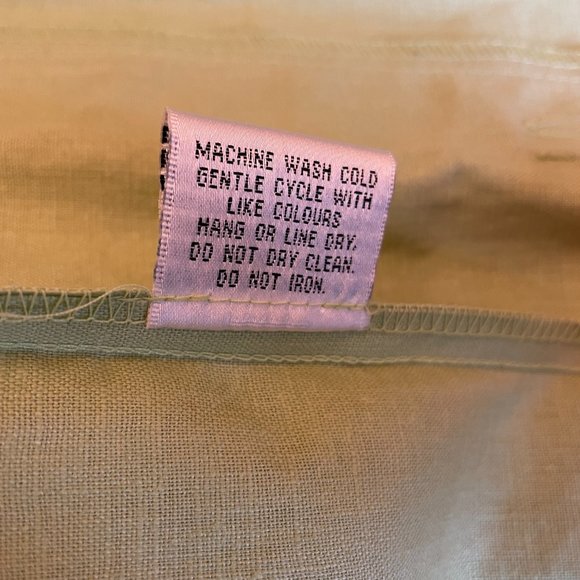 MACHINE WASH COLD
GENTLE CYCLE WITH
LIKE COLOURS
HANG OR LINE DRY.
DO NOT DRY CLEAN.
DO NOT IRON.